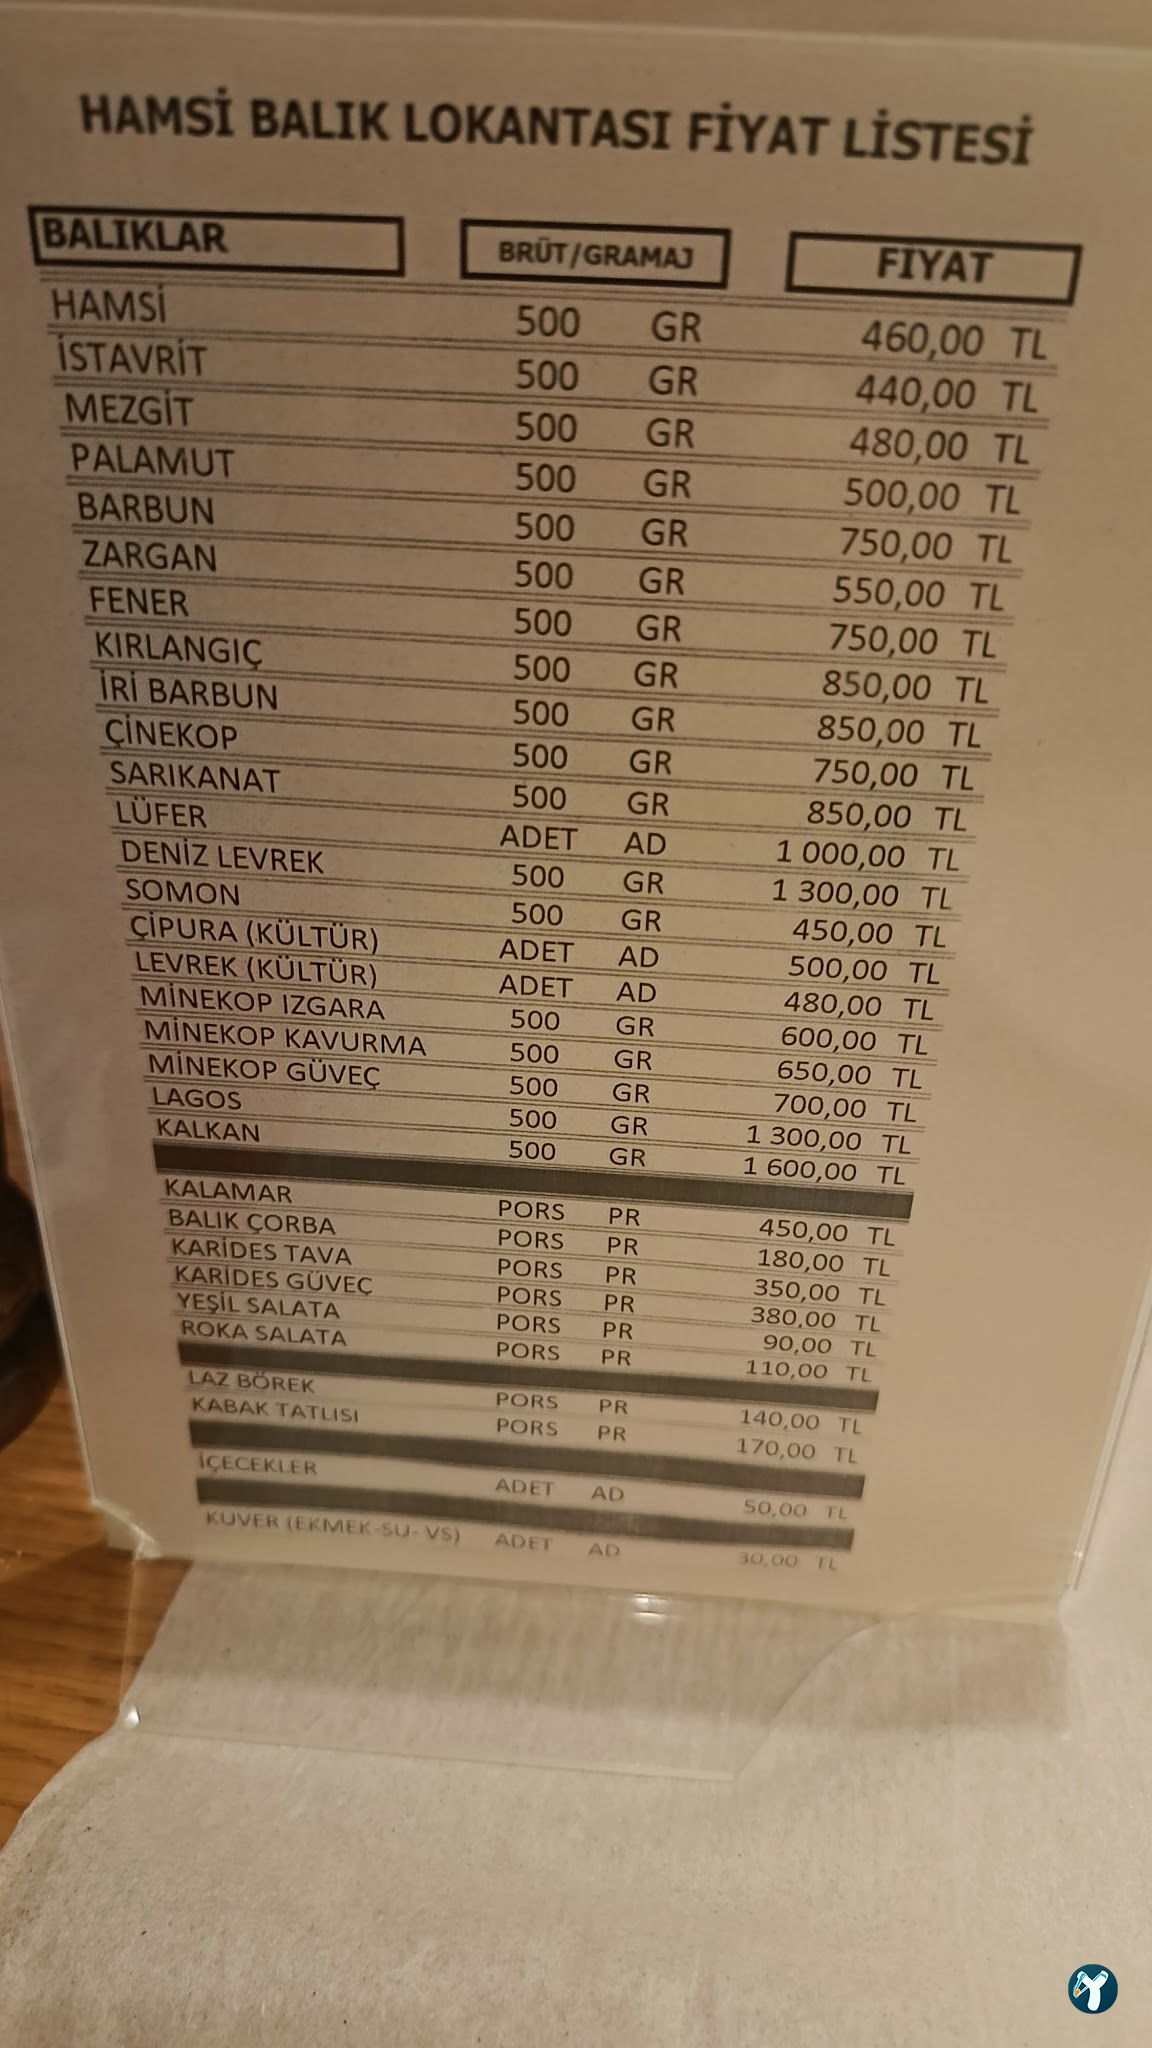 HAMSİ BALIK LOKANTASI FİYAT LİSTESİ
BALIKLAR BRÜT/GRAMAJ FIYAT
HAMSİ 500 GR 460,00 TL
İSTAVRİT 500 GR 440,00 TL
MEZGİT 500 GR 480,00 TL
PALAMUT 500 GR 500,00 TL
BARBUN 500 GR 750,00 TL
ZARGAN 500 GR 550,00 TL
FENER 500 GR 750,00 TL
KIRLANGIÇ 500 GR 850,00 TL
İRİ BARBUN 500 GR 850,00 TL
ÇİNEKOP 500 GR 750,00 TL
SARIKANAT 500 GR 850,00 TL
LÜFER ADET AD 1 000,00 TL
DENİZ LEVREK 500 GR 1 300,00 TL
SOMON 500 GR 450,00 TL
ÇİPURA (KÜLTÜR) ADET AD 500,00 TL
LEVREK (KÜLTÜR) ADET AD 480,00 TL
MİNEKOP IZGARA 500 GR 600,00 TL
MİNEKOP KAVURMA 500 GR 650,00 TL
MİNEKOP GÜVEÇ 500 GR 700,00 TL
LAGOS 500 GR 1 300,00 TL
KALKAN 500 GR 1 600,00 TL
KALAMAR PORS PR 450,00 TL
BALIK ÇORBA PORS PR 180,00 TL
KARİDES TAVA PORS PR 350,00 TL
KARİDES GÜVEÇ PORS PR 380,00 TL
YEŞİL SALATA PORS PR 90,00 TL
ROKA SALATA PORS PR 110,00 TL
LAZ BÖREK PORS PR 140,00 TL
KABAK TATLISI PORS PR 170,00 TL
İÇECEKLER ADET AD 50,00 TL
KUVER (EKMEK-SU- VS) ADET AD 30,00 TL